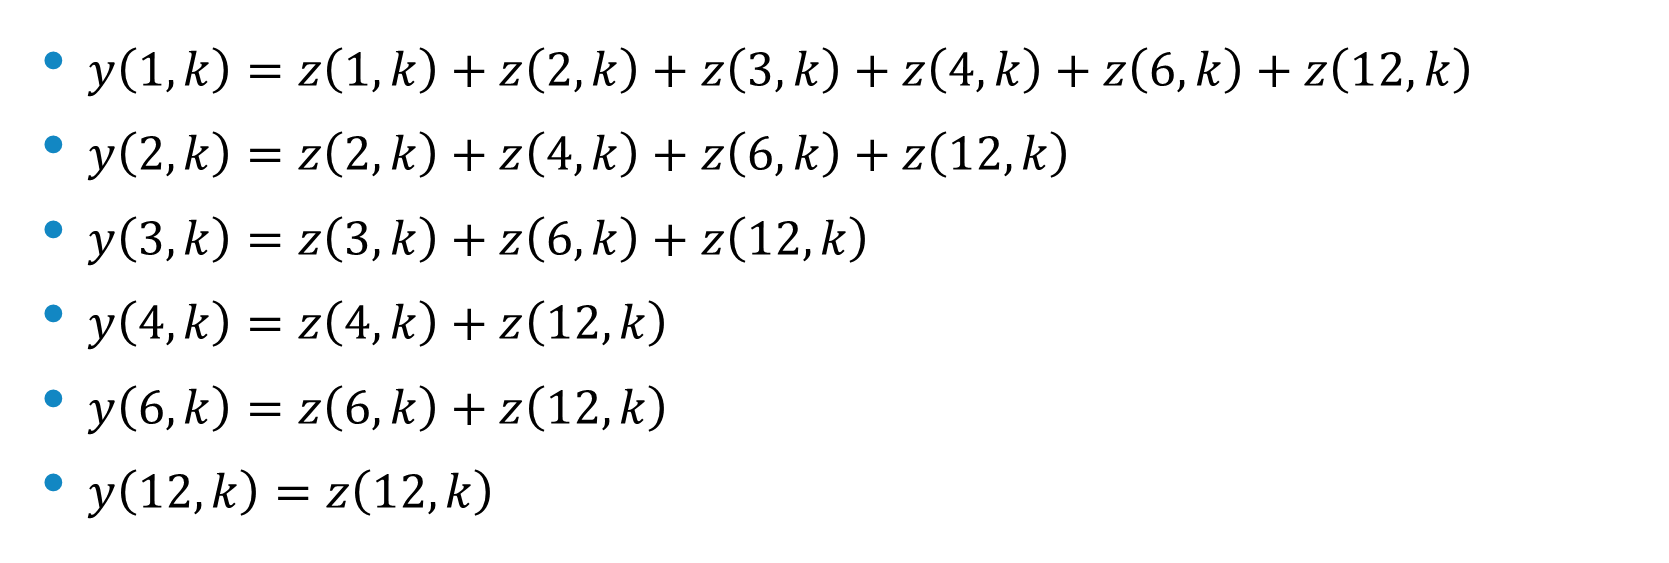 • y(1, k) = z(1, k) + z(2, k) + z(3, k) + z(4, k) + z(6, k) + z(12, k)
• y(2, k) = z(2, k) + z(4, k) + z(6, k) + z(12, k)
• y(3, k) = z(3, k) + z(6, k) + z(12, k)
• y(4, k) = z(4, k) + z(12, k)
• y(6, k) = z(6, k) + z(12, k)
• y(12, k) = z(12, k)